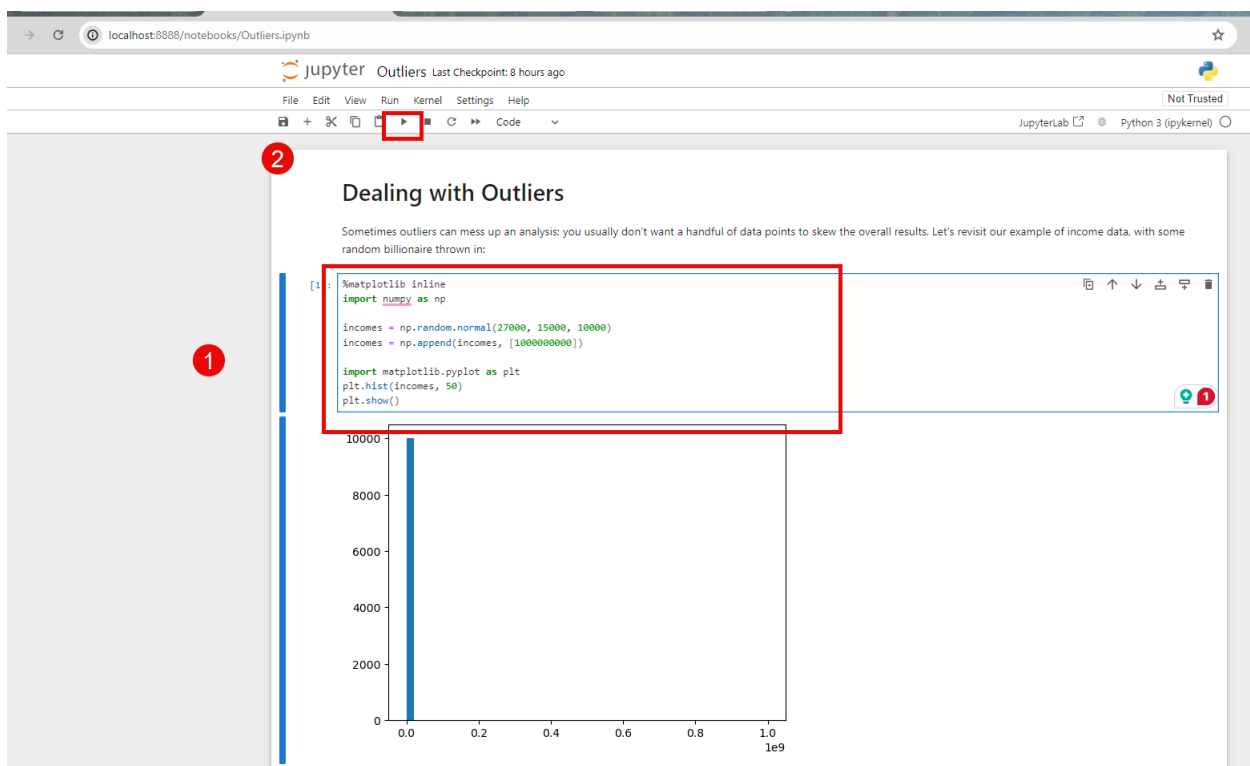 localhost:8888/notebooks/Outliers.ipynb
jupyter Outliers Last Checkpoint: 8 hours ago
File Edit View Run Kernel Settings Help
Not Trusted
Code
JupyterLab
Python 3 (ipykernel)
2
Dealing with Outliers
Sometimes outliers can mess up an analysis; you usually don't want a handful of data points to skew the overall results. Let's revisit our example of income data, with some
random billionaire thrown in:
1
[1]:
%matplotlib inline
import numpy as np
incomes = np.random.normal(27000, 15000, 10000)
incomes = np.append(incomes, [1000000000])
import matplotlib.pyplot as plt
plt.hist(incomes, 50)
plt.show()
1
10000
8000
6000
4000
2000
0
0.0 0.2 0.4 0.6 0.8 1.0
1e9